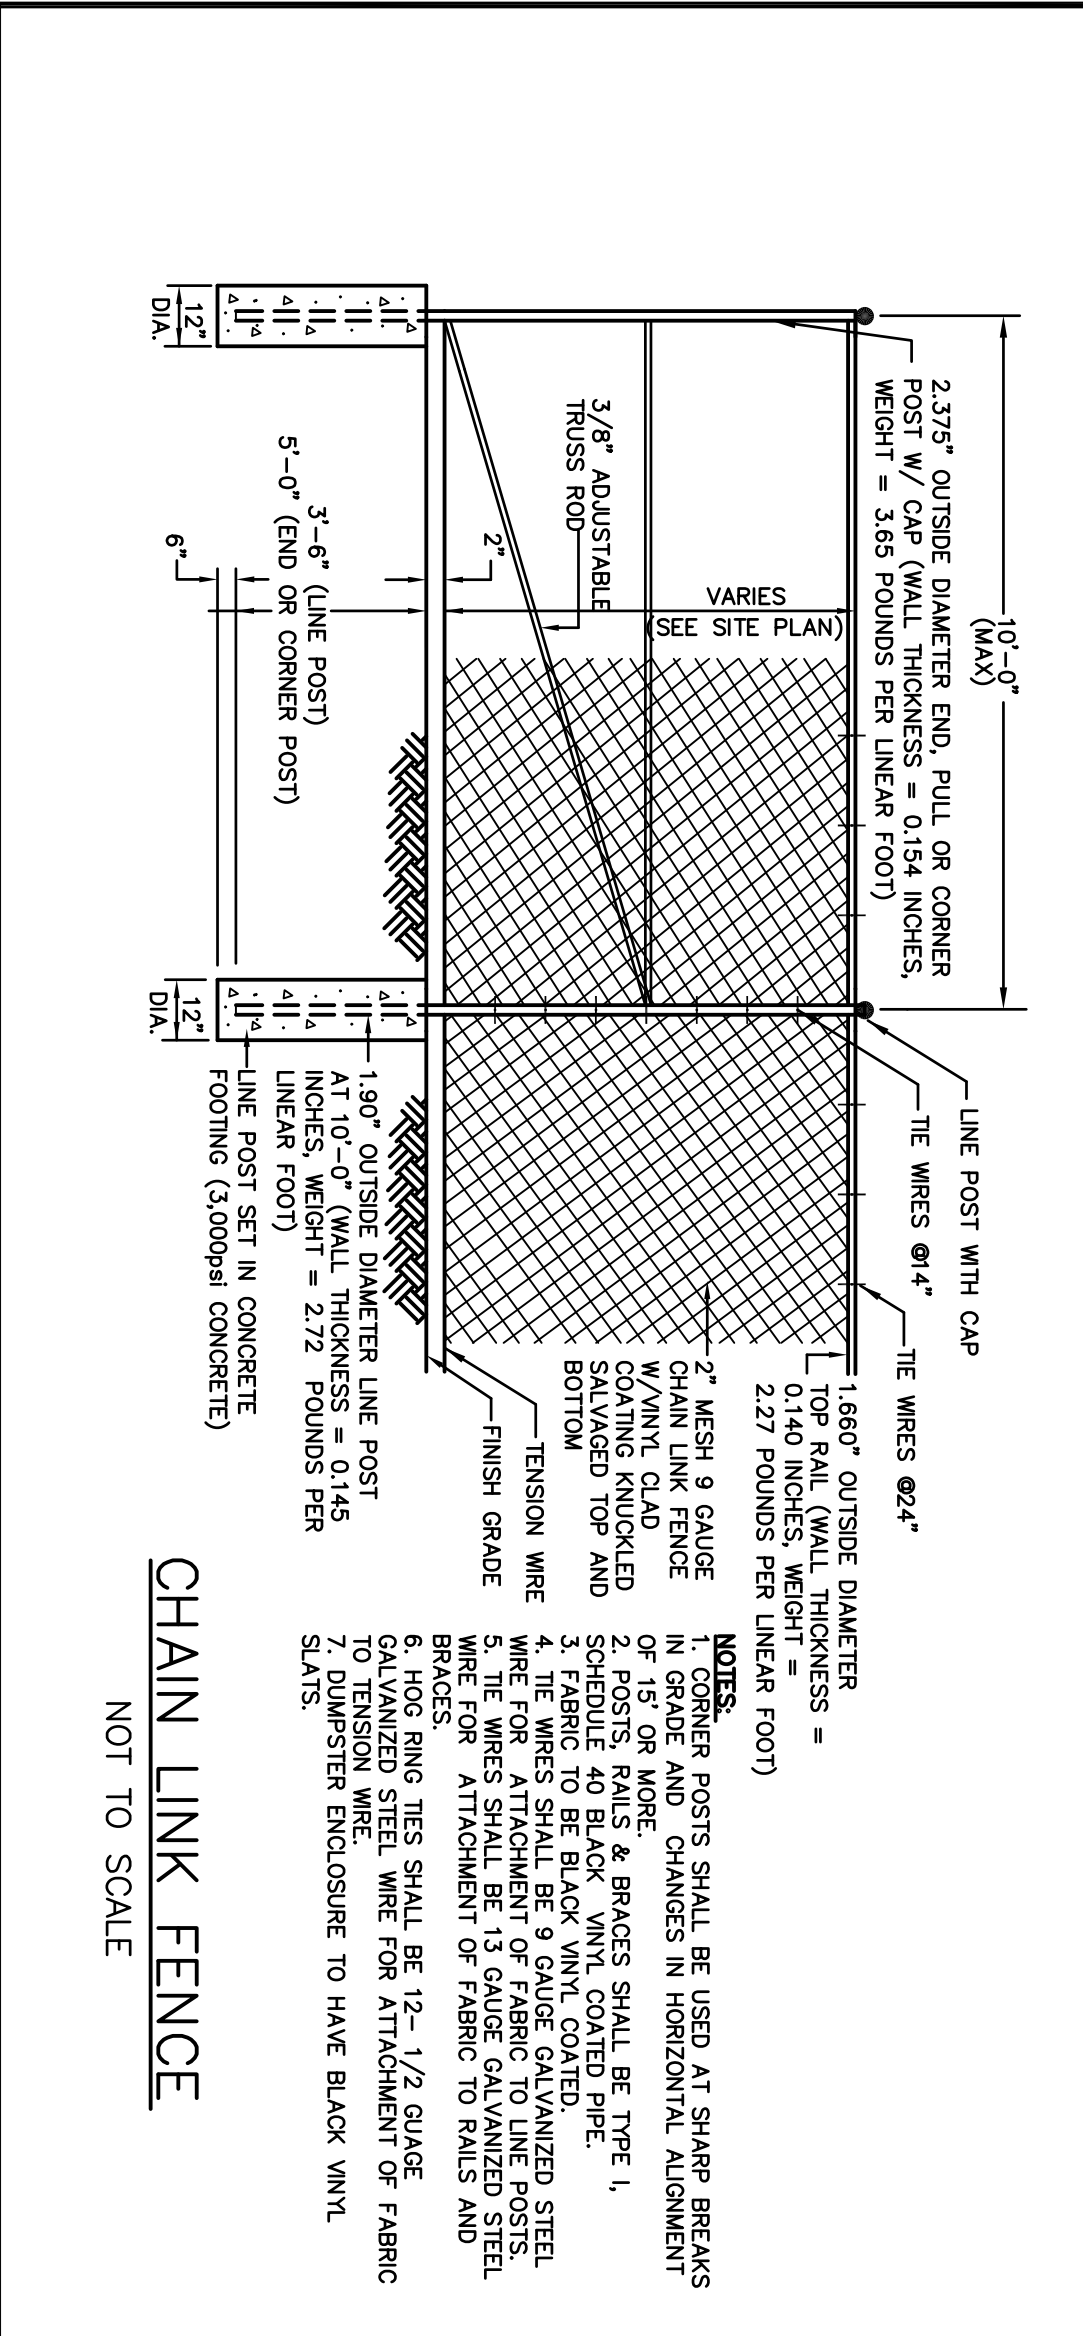 10'-0"
(MAX)
2.375" OUTSIDE DIAMETER END, PULL OR CORNER
POST W/ CAP (WALL THICKNESS = 0.154 INCHES,
WEIGHT = 3.65 POUNDS PER LINEAR FOOT)
LINE POST WITH CAP
TIE WIRES @14"
TIE WIRES @24"
1.660" OUTSIDE DIAMETER
TOP RAIL (WALL THICKNESS =
0.140 INCHES, WEIGHT =
2.27 POUNDS PER LINEAR FOOT)
VARIES
(SEE SITE PLAN)
3/8" ADJUSTABLE
TRUSS ROD
2"
2" MESH 9 GAUGE
CHAIN LINK FENCE
W/VINYL CLAD
COATING KNUCKLED
SALVAGED TOP AND
BOTTOM
TENSION WIRE
FINISH GRADE
3'-6" (LINE POST)
5'-0" (END OR CORNER POST)
6"
12"
DIA.
12"
DIA.
1.90" OUTSIDE DIAMETER LINE POST
AT 10'-0" (WALL THICKNESS = 0.145
INCHES, WEIGHT = 2.72 POUNDS PER
LINEAR FOOT)
LINE POST SET IN CONCRETE
FOOTING (3,000psi CONCRETE)
NOTES:
1. CORNER POSTS SHALL BE USED AT SHARP BREAKS
IN GRADE AND CHANGES IN HORIZONTAL ALIGNMENT
OF 15' OR MORE.
2. POSTS, RAILS & BRACES SHALL BE TYPE I,
SCHEDULE 40 BLACK VINYL COATED PIPE.
3. FABRIC TO BE BLACK VINYL COATED.
4. TIE WIRES SHALL BE 9 GAUGE GALVANIZED STEEL
WIRE FOR ATTACHMENT OF FABRIC TO LINE POSTS.
5. TIE WIRES SHALL BE 13 GAUGE GALVANIZED STEEL
WIRE FOR ATTACHMENT OF FABRIC TO RAILS AND
BRACES.
6. HOG RING TIES SHALL BE 12- 1/2 GUAGE
GALVANIZED STEEL WIRE FOR ATTACHMENT OF FABRIC
TO TENSION WIRE.
7. DUMPSTER ENCLOSURE TO HAVE BLACK VINYL
SLATS.
CHAIN LINK FENCE
NOT TO SCALE